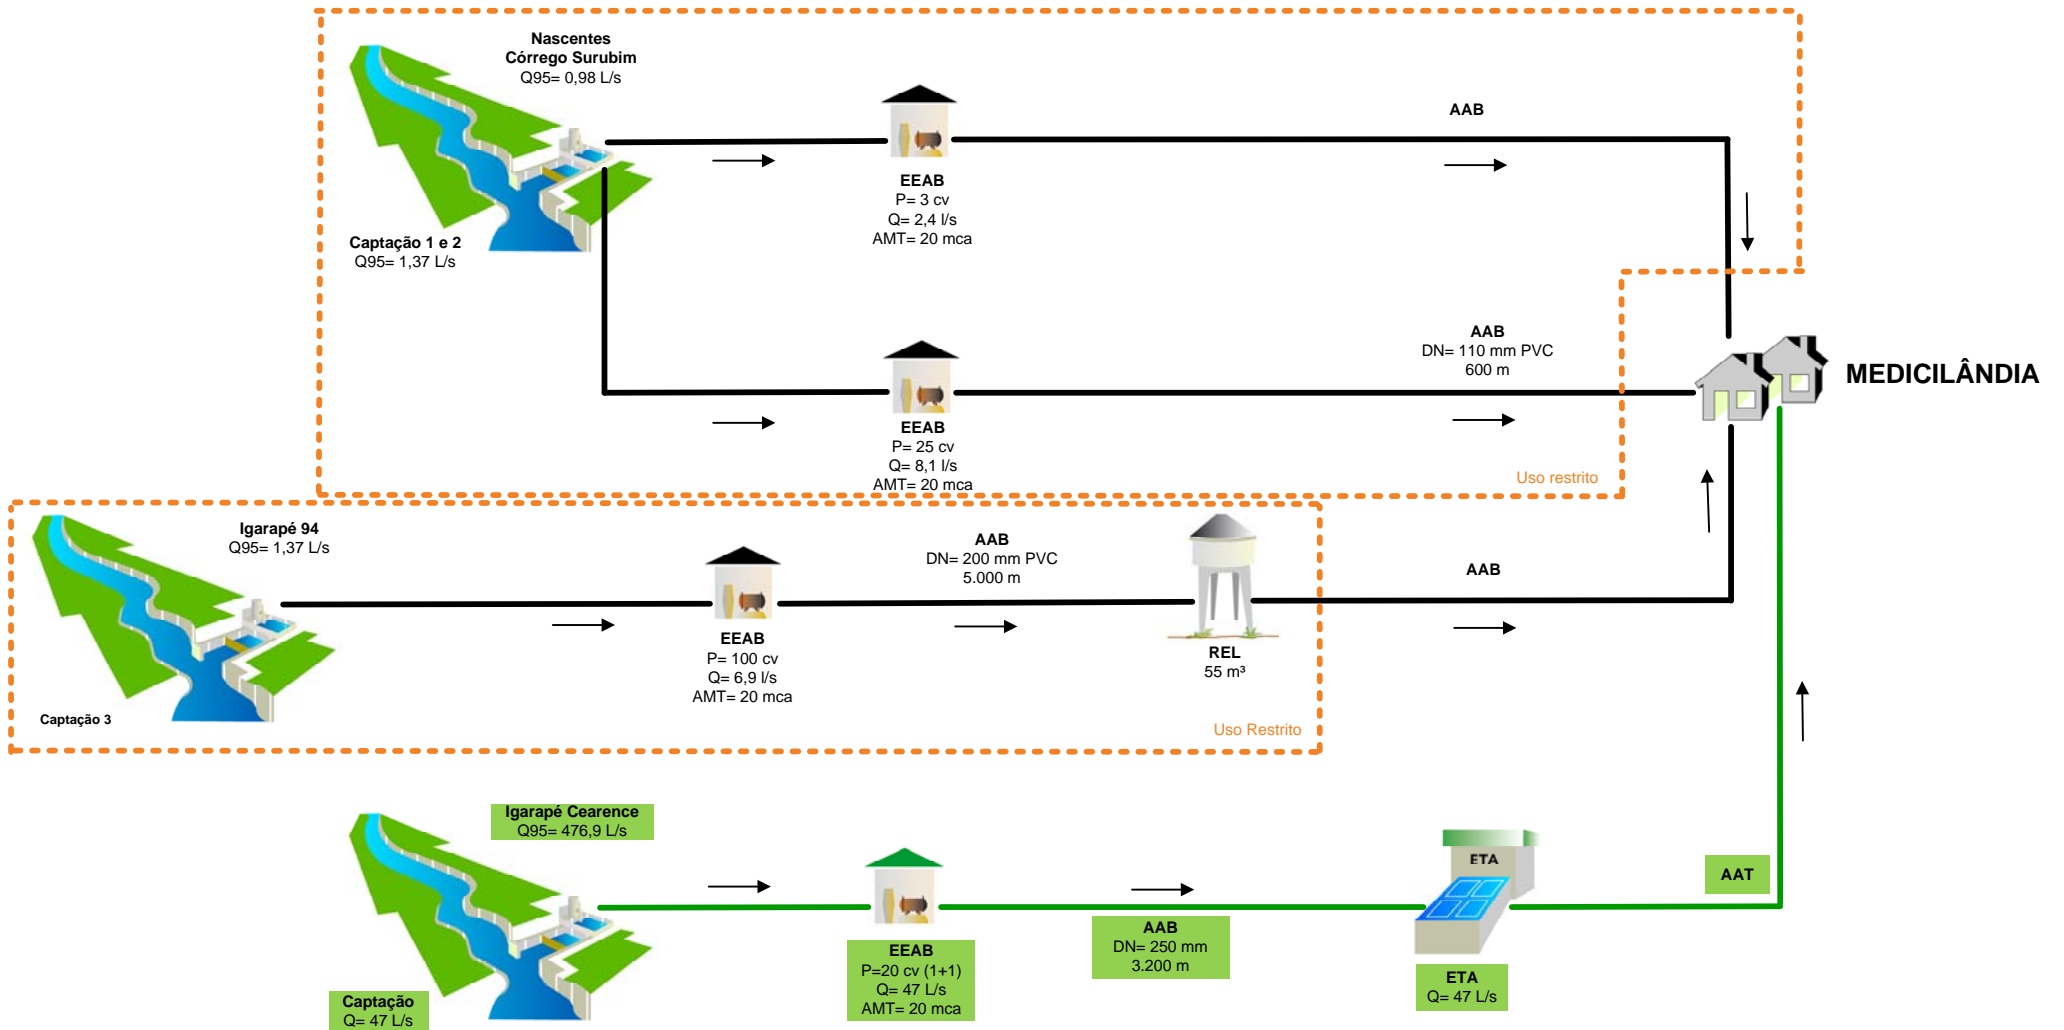 Nascentes
Córrego Surubim
Q95= 0,98 L/s
Captação 1 e 2
Q95= 1,37 L/s
EEAB
P= 3 cv
Q= 2,4 l/s
AMT= 20 mca
AAB
EEAB
P= 25 cv
Q= 8,1 l/s
AMT= 20 mca
AAB
DN= 110 mm PVC
600 m
Uso restrito
MEDICILÂNDIA
Igarapé 94
Q95= 1,37 L/s
Captação 3
EEAB
P= 100 cv
Q= 6,9 l/s
AMT= 20 mca
AAB
DN= 200 mm PVC
5.000 m
REL
55 m³
Uso Restrito
AAB
Igarapé Cearence
Q95= 476,9 L/s
Captação
Q= 47 L/s
EEAB
P=20 cv (1+1)
Q= 47 L/s
AMT= 20 mca
AAB
DN= 250 mm
3.200 m
ETA
ETA
Q= 47 L/s
AAT